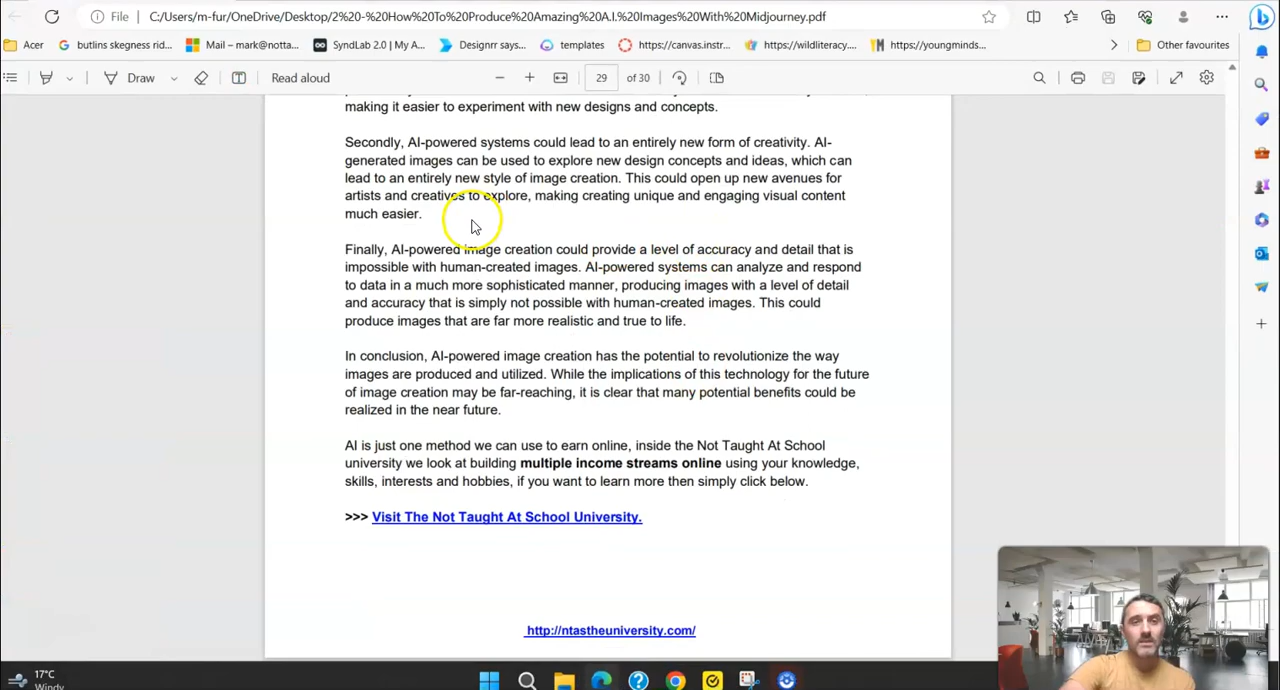 File
C:/Users/m-fur/OneDrive/Desktop/2%20-%20How%20To%20Produce%20Amazing%20A.I.%20Images%20With%20Midjourney.pdf
Acer
butlins skegness rid...
Mail – mark@notta...
SyndLab 2.0 | My A...
Designrr says...
templates
https://canvas.instr...
https://wildliteracy....
https://youngminds...
Other favourites
Draw
Read aloud
29
of 30
making it easier to experiment with new designs and concepts.
Secondly, AI-powered systems could lead to an entirely new form of creativity. AI-
generated images can be used to explore new design concepts and ideas, which can
lead to an entirely new style of image creation. This could open up new avenues for
artists and creatives to explore, making creating unique and engaging visual content
much easier.
Finally, AI-powered image creation could provide a level of accuracy and detail that is
impossible with human-created images. AI-powered systems can analyze and respond
to data in a much more sophisticated manner, producing images with a level of detail
and accuracy that is simply not possible with human-created images. This could
produce images that are far more realistic and true to life.
In conclusion, AI-powered image creation has the potential to revolutionize the way
images are produced and utilized. While the implications of this technology for the future
of image creation may be far-reaching, it is clear that many potential benefits could be
realized in the near future.
AI is just one method we can use to earn online, inside the Not Taught At School
university we look at building multiple income streams online using your knowledge,
skills, interests and hobbies, if you want to learn more then simply click below.
>>> Visit The Not Taught At School University.
http://ntastheuniversity.com/
17°C
Windy